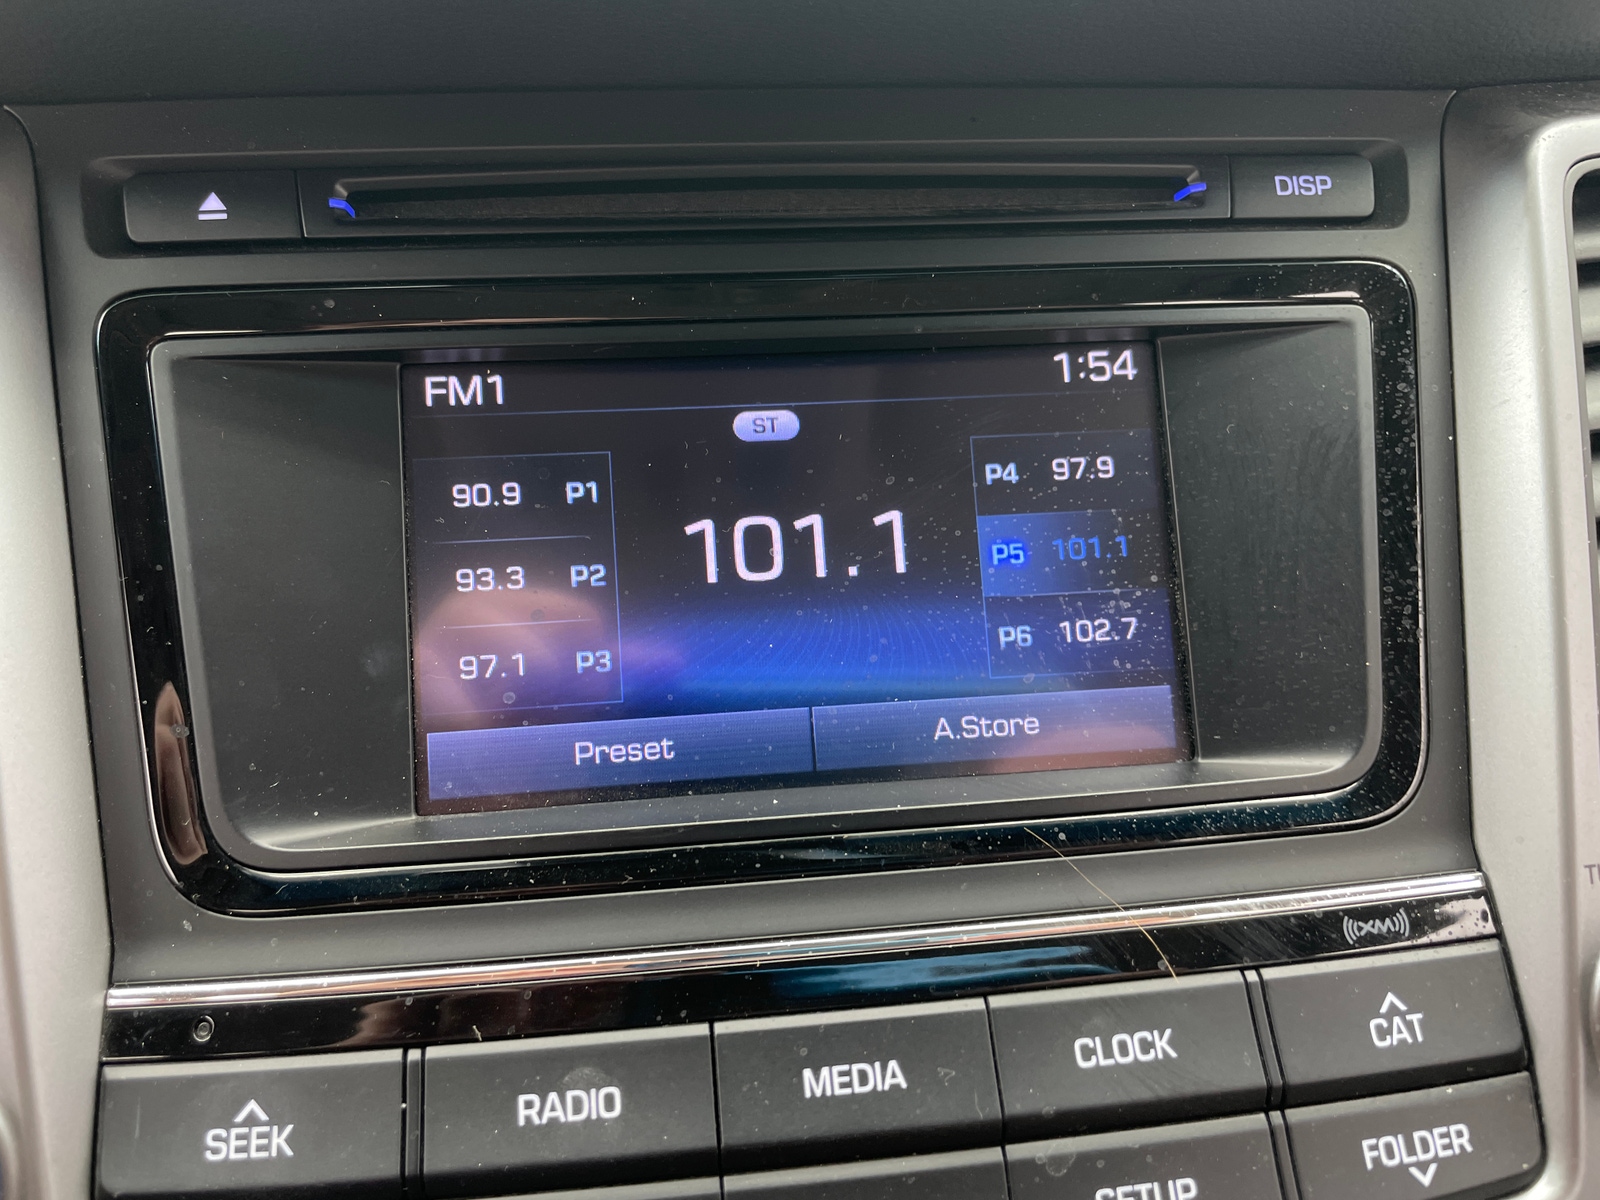 DISP
FM1
1:54
ST
90.9 P1
93.3 P2
97.1 P3
101.1
P4 97.9
P5 101.1
P6 102.7
Preset
A.Store
XM
SEEK
RADIO
MEDIA
CLOCK
CAT
FOLDER
SETUP